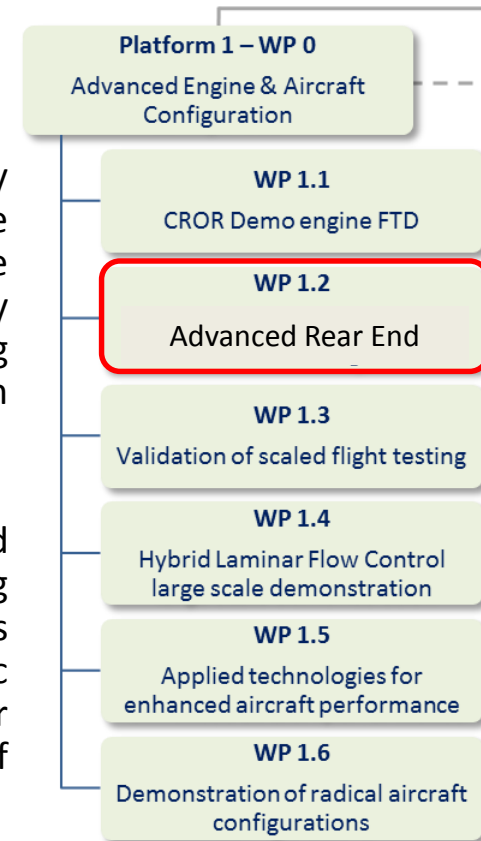 Platform 1 – WP 0
Advanced Engine & Aircraft
Configuration
WP 1.1
CROR Demo engine FTD
WP 1.2
Advanced Rear End
WP 1.3
Validation of scaled flight testing
WP 1.4
Hybrid Laminar Flow Control
large scale demonstration
WP 1.5
Applied technologies for
enhanced aircraft performance
WP 1.6
Demonstration of radical aircraft
configurations